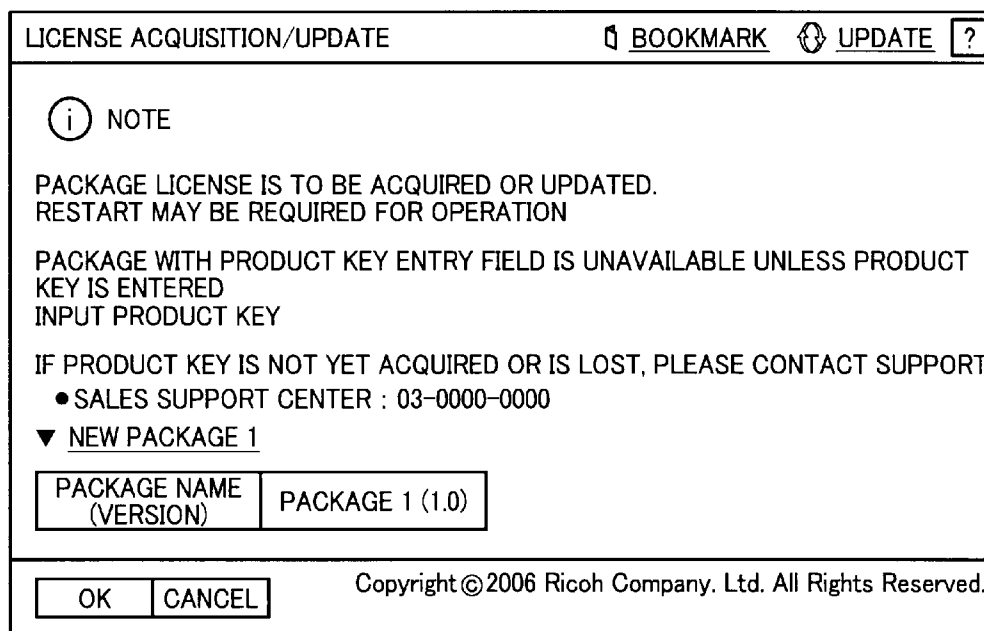 LICENSE ACQUISITION/UPDATE BOOKMARK UPDATE ?
i NOTE
PACKAGE LICENSE IS TO BE ACQUIRED OR UPDATED.
RESTART MAY BE REQUIRED FOR OPERATION
PACKAGE WITH PRODUCT KEY ENTRY FIELD IS UNAVAILABLE UNLESS PRODUCT
KEY IS ENTERED
INPUT PRODUCT KEY
IF PRODUCT KEY IS NOT YET ACQUIRED OR IS LOST, PLEASE CONTACT SUPPORT
● SALES SUPPORT CENTER : 03-0000-0000
▼ NEW PACKAGE 1
PACKAGE NAME
(VERSION)
PACKAGE 1 (1.0)
OK CANCEL
Copyright©2006 Ricoh Company. Ltd. All Rights Reserved.